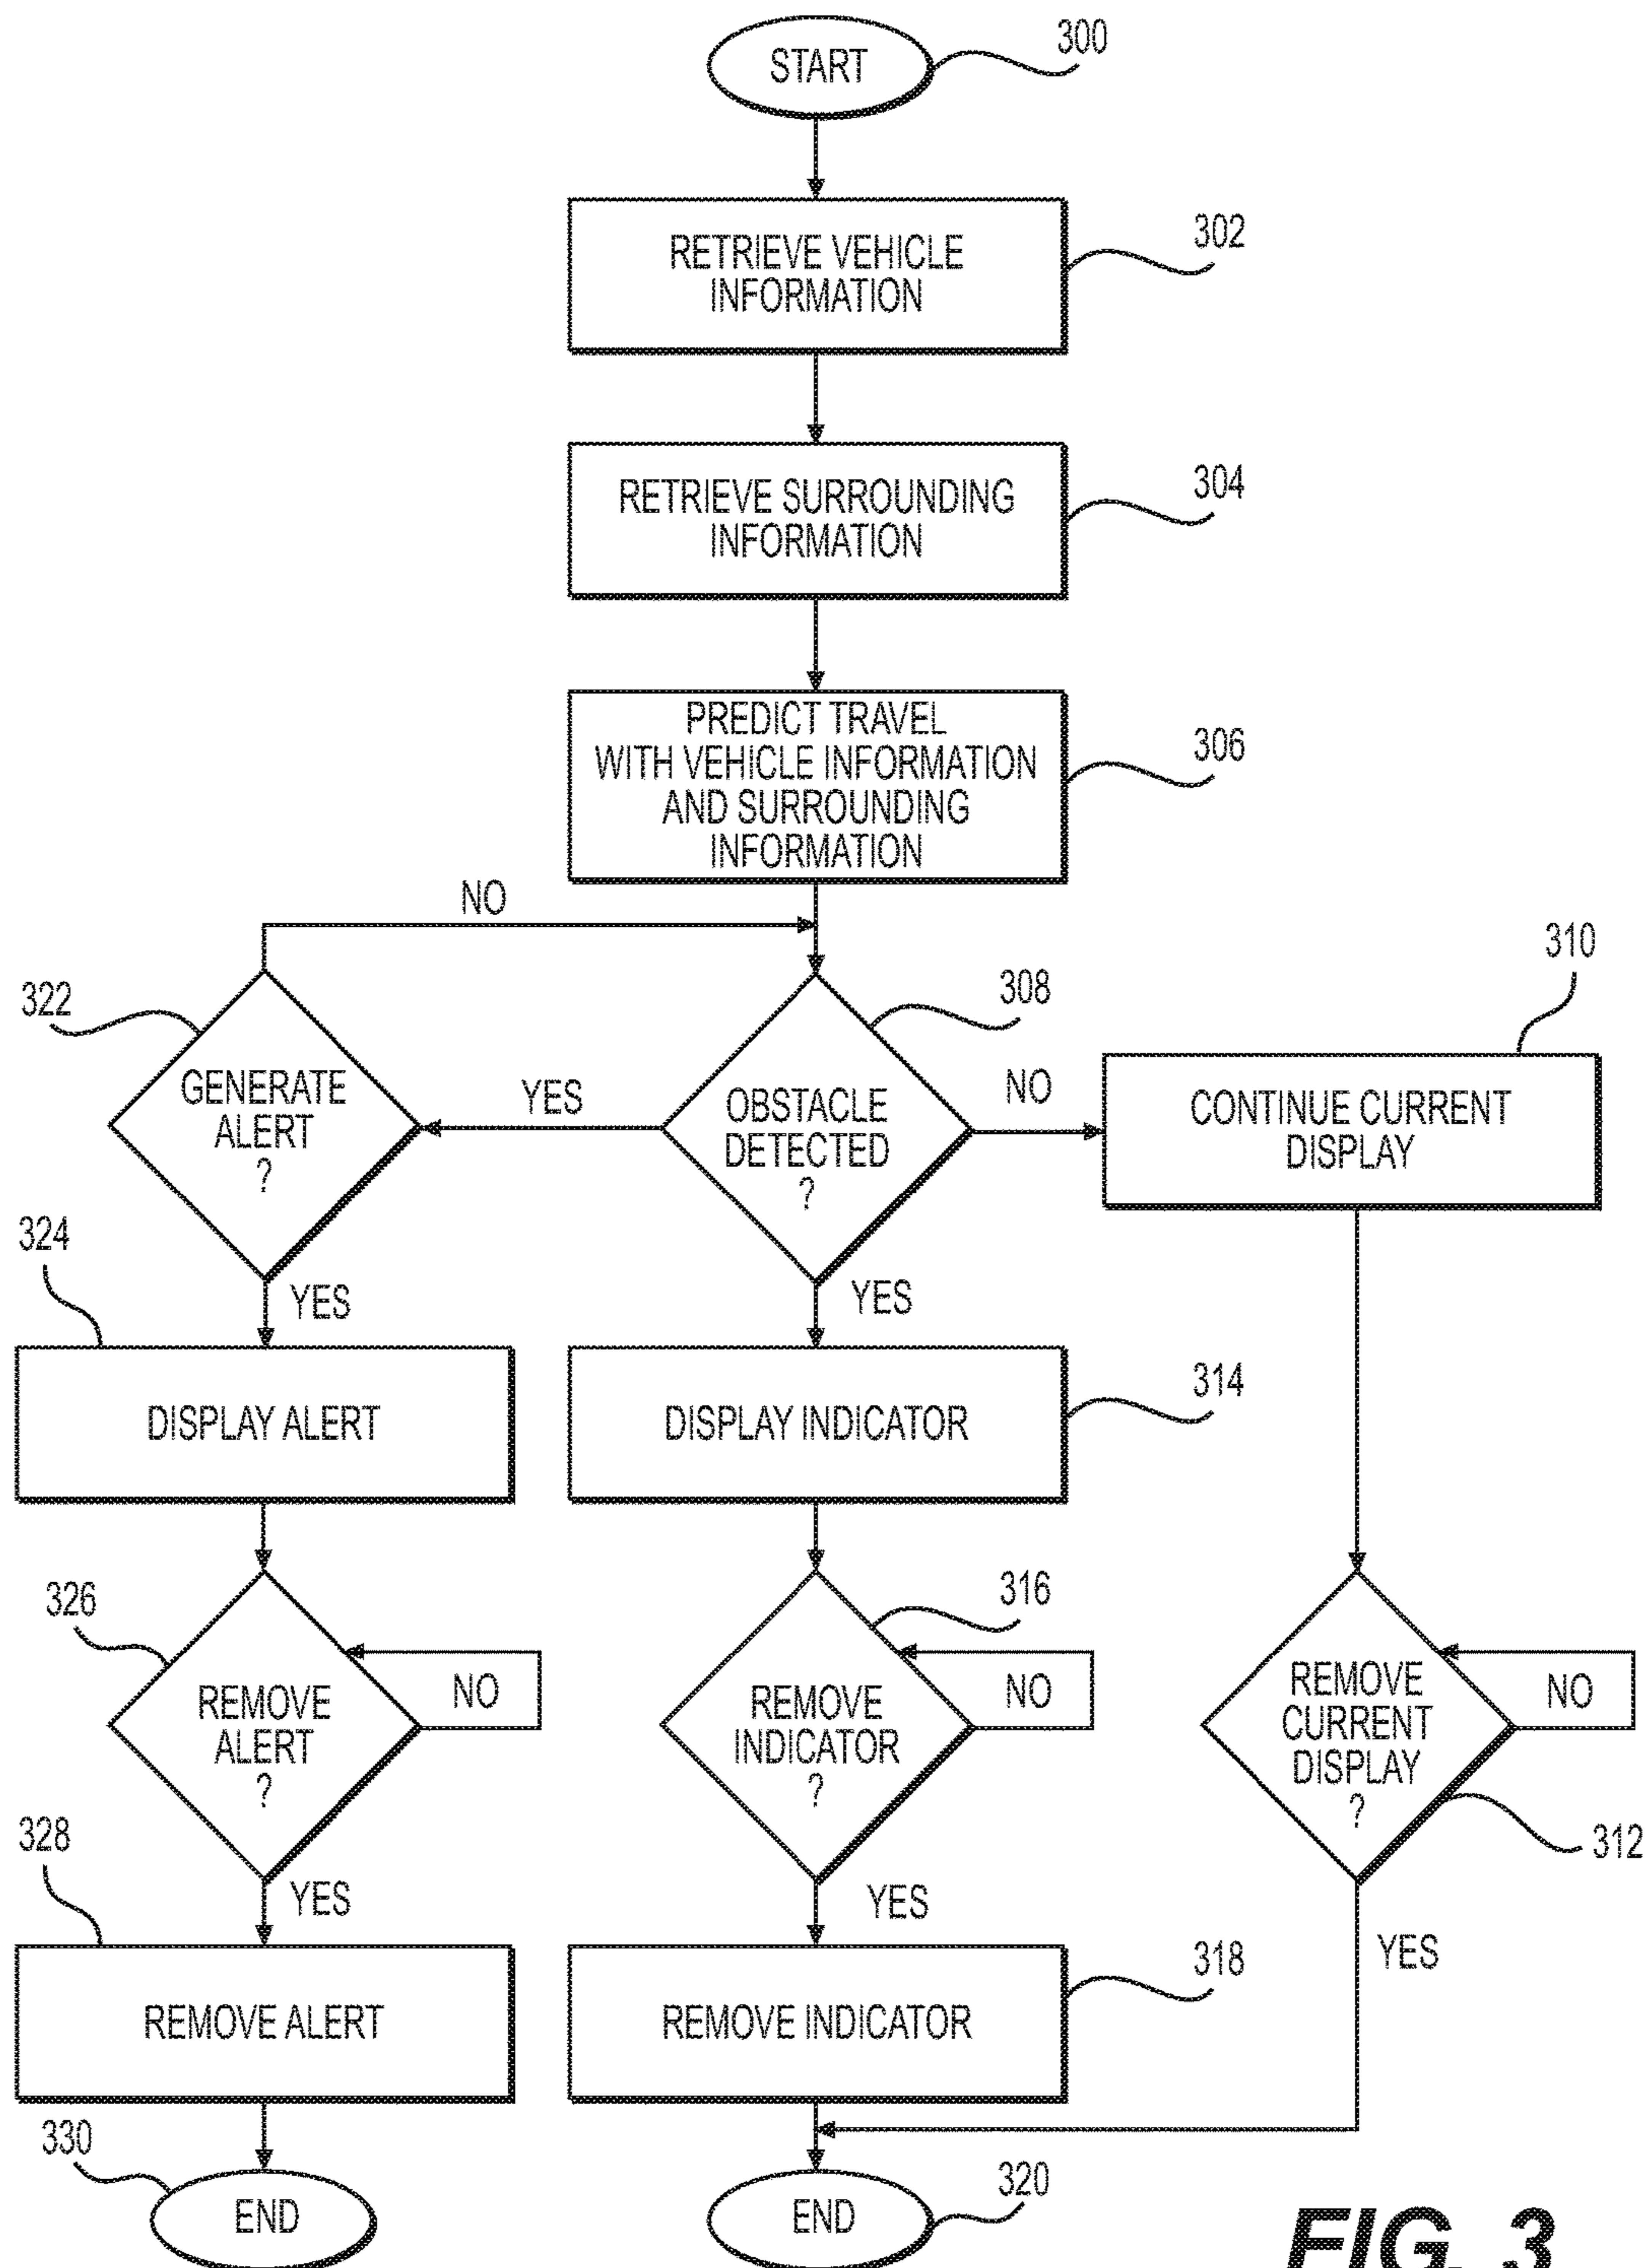 START
300
RETRIEVE VEHICLE
INFORMATION
302
RETRIEVE SURROUNDING
INFORMATION
304
PREDICT TRAVEL
WITH VEHICLE INFORMATION
AND SURROUNDING
INFORMATION
306
NO
322
GENERATE
ALERT
?
YES
308
OBSTACLE
DETECTED
?
NO
310
CONTINUE CURRENT
DISPLAY
324
YES
YES
DISPLAY ALERT
DISPLAY INDICATOR
314
326
REMOVE
ALERT
?
NO
316
REMOVE
INDICATOR
?
NO
REMOVE
CURRENT
DISPLAY
?
NO
312
328
YES
YES
YES
REMOVE ALERT
REMOVE INDICATOR
318
330
END
END
320
FIG. 3